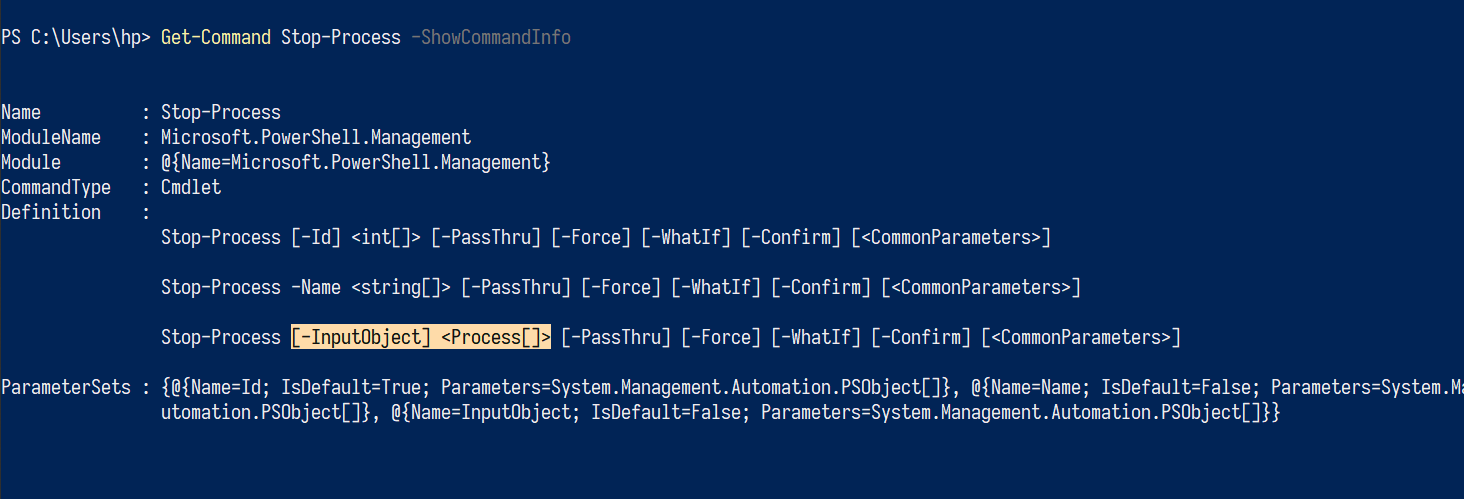 PS C:\Users\hp> Get-Command Stop-Process -ShowCommandInfo
Name : Stop-Process
ModuleName : Microsoft.PowerShell.Management
Module : @{Name=Microsoft.PowerShell.Management}
CommandType : Cmdlet
Definition :
Stop-Process [-Id] <int[]> [-PassThru] [-Force] [-WhatIf] [-Confirm] [<CommonParameters>]
Stop-Process -Name <string[]> [-PassThru] [-Force] [-WhatIf] [-Confirm] [<CommonParameters>]
Stop-Process [-InputObject] <Process[]> [-PassThru] [-Force] [-WhatIf] [-Confirm] [<CommonParameters>]
ParameterSets : {@{Name=Id; IsDefault=True; Parameters=System.Management.Automation.PSObject[]}, @{Name=Name; IsDefault=False; Parameters=System.Ma
utomation.PSObject[]}, @{Name=InputObject; IsDefault=False; Parameters=System.Management.Automation.PSObject[]}}